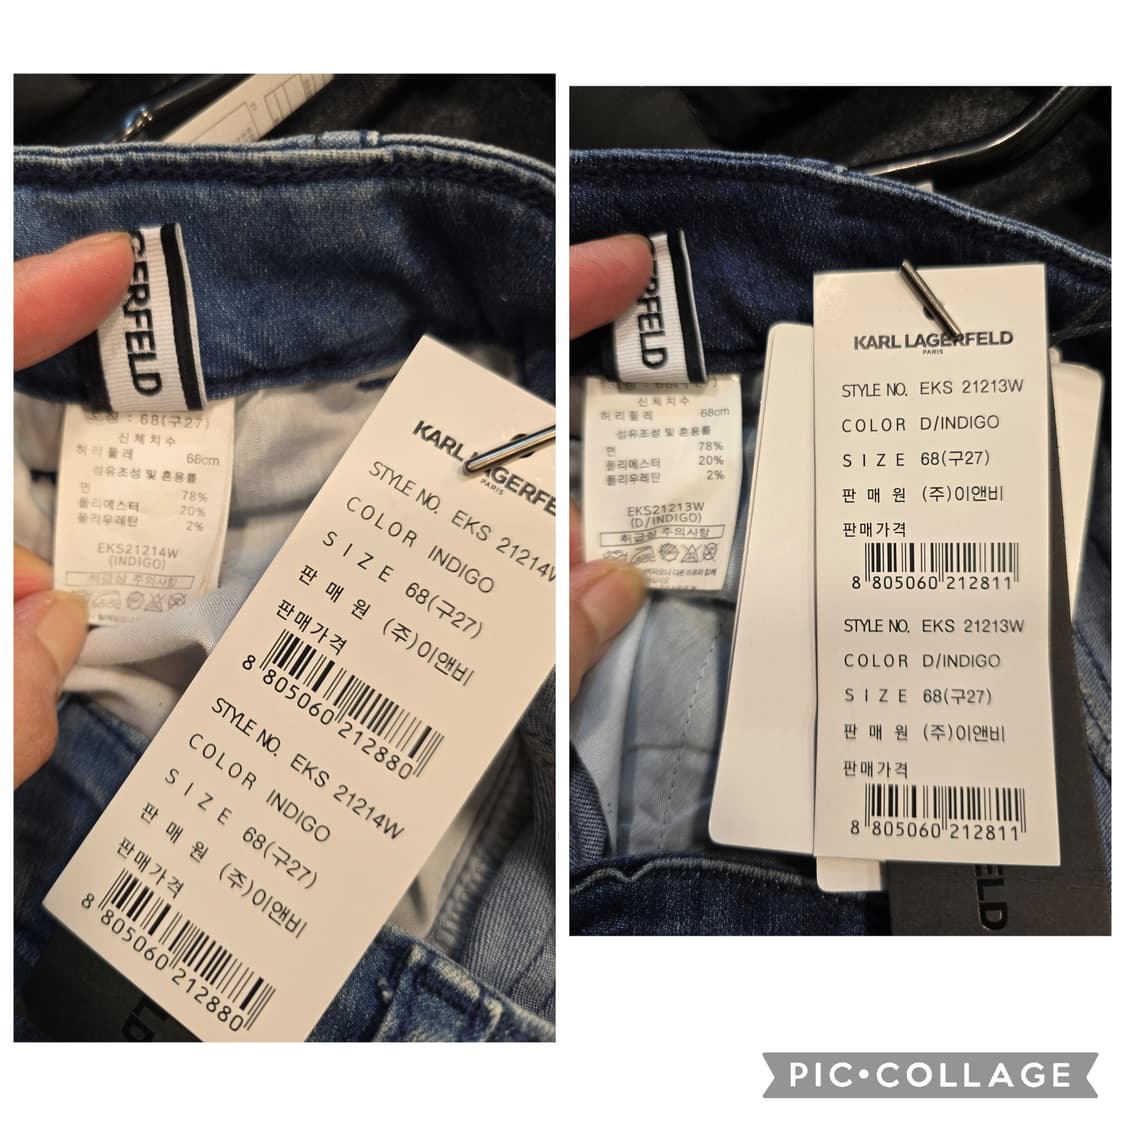 GERFELD
호칭 : 68(구27)
신체치수
허리둘레 68cm
섬유조성 및 혼용률
면 78%
폴리에스터 20%
폴리우레탄 2%
EKS21214W
(INDIGO)
취급상 주의사항
KARL LAGERFE
PARIS
STYLE NO. EKS 21214W
COLOR INDIGO
SIZE 68(구27)
판매원 (주)이앤비
판매가격
8 805060 212880
STYLE NO. EKS 21214W
COLOR INDIGO
SIZE 68(구27)
판매원 (주)이앤비
판매가격
8 805060 212880
ERFELD
68(구27)
신체치수
허리둘레 68cm
섬유조성 및 혼용률
면 78%
폴리에스터 20%
폴리우레탄 2%
EKS21213W
(D/INDIGO)
취급상 주의사항
KARL LAGERFELD
PARIS
STYLE NO. EKS 21213W
COLOR D/INDIGO
SIZE 68(구27)
판매원 (주)이앤비
판매가격
8 805060 212811
STYLE NO. EKS 21213W
COLOR D/INDIGO
SIZE 68(구27)
판매원 (주)이앤비
판매가격
8 805060 212811
ELD
PIC•COLLAGE